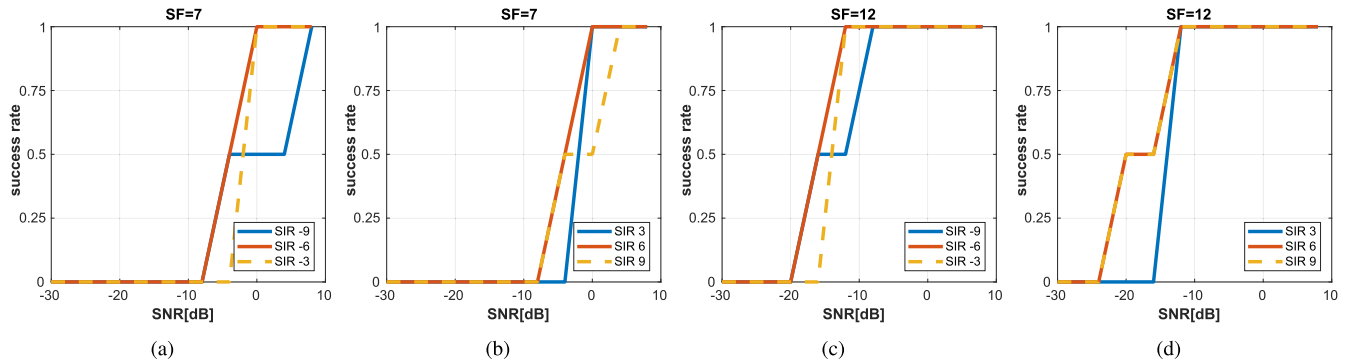 SF=7
1
0.75
0.5
0.25
0
success rate
-30
-20
-10
0
10
SNR[dB]
SIR -9
SIR -6
SIR -3
(a)
SF=7
1
0.75
0.5
0.25
0
success rate
-30
-20
-10
0
10
SNR[dB]
SIR 3
SIR 6
SIR 9
(b)
SF=12
1
0.75
0.5
0.25
0
success rate
-30
-20
-10
0
10
SNR[dB]
SIR -9
SIR -6
SIR -3
(c)
SF=12
1
0.75
0.5
0.25
0
success rate
-30
-20
-10
0
10
SNR[dB]
SIR 3
SIR 6
SIR 9
(d)